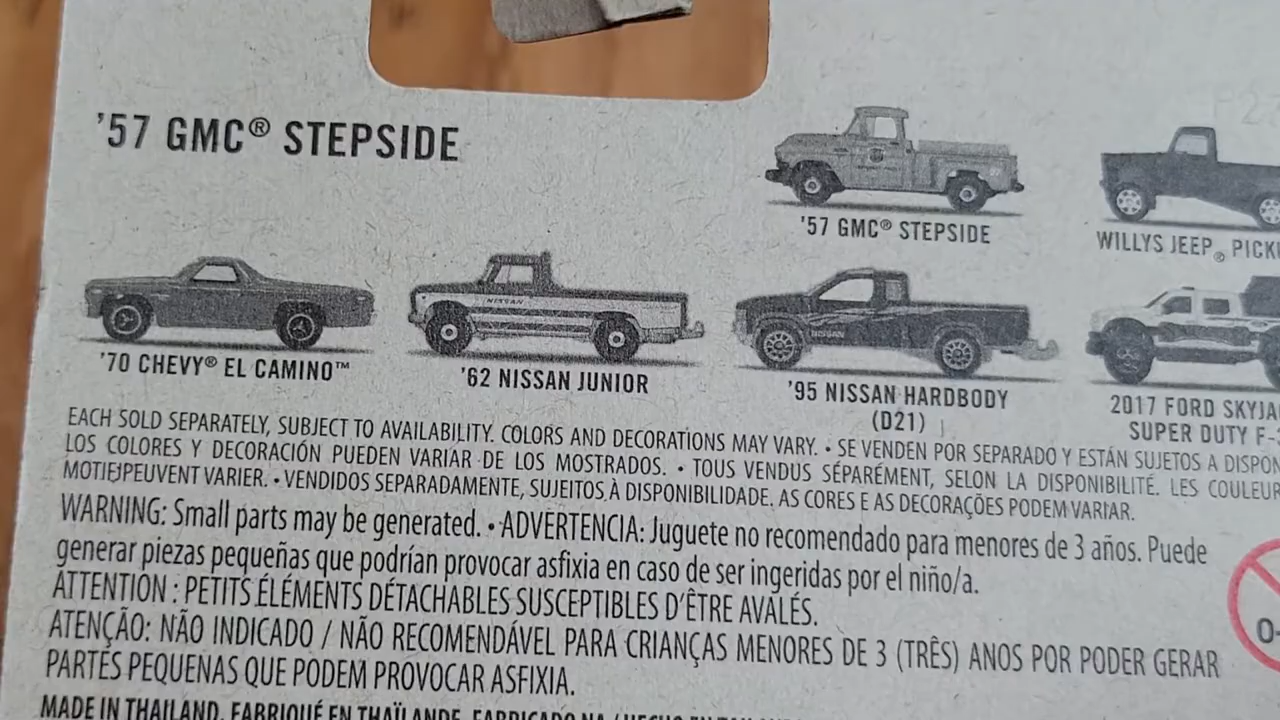 '57 GMC® STEPSIDE
'57 GMC® STEPSIDE
WILLYS JEEP®
NISSAN
NISSAN
'70 CHEVY® EL CAMINO™
'62 NISSAN JUNIOR
'95 NISSAN HARDBODY
(D21)
2017 FORD
SUPER DUTY
EACH SOLD SEPARATELY, SUBJECT TO AVAILABILITY. COLORS AND DECORATIONS MAY VARY. • SE VENDEN POR SEPARADO Y ESTÁN SUJETOS A
LOS COLORES Y DECORACIÓN PUEDEN VARIAR DE LOS MOSTRADOS. • TOUS VENDUS SÉPARÉMENT, SELON LA DISPONIBILITÉ. LES
PEUVENT VARIER. • VENDIDOS SEPARADAMENTE, SUJEITOS À DISPONIBILIDADE. AS CORES E AS DECORAÇÕES PODEM VARIAR.
WARNING: Small parts may be generated. • ADVERTENCIA: Juguete no recomendado para menores de 3 años. Puede
generar piezas pequeñas que podrían provocar asfixia en caso de ser ingeridas por el niño/a.
ATTENTION : PETITS ÉLÉMENTS DÉTACHABLES SUSCEPTIBLES D'ÊTRE AVALÉS.
ATENÇÃO: NÃO INDICADO / NÃO RECOMENDÁVEL PARA CRIANÇAS MENORES DE 3 (TRÊS) ANOS POR PODER GERAR
PARTES PEQUENAS QUE PODEM PROVOCAR ASFIXIA.
MADE IN THAILAND. FABRIQUÉ EN THAÏLANDE.